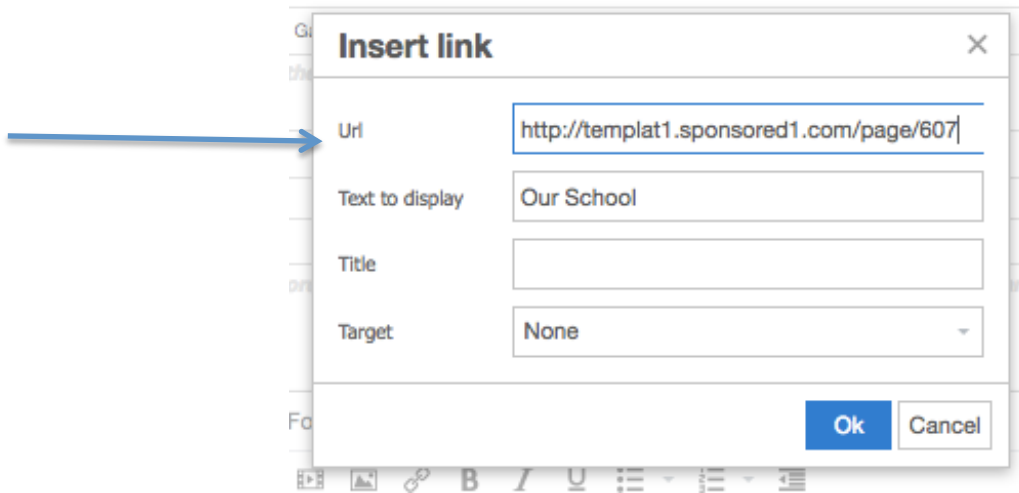 Insert link
Url http://templat1.sponsored1.com/page/607
Text to display Our School
Title
Target None
Ok Cancel
B I U